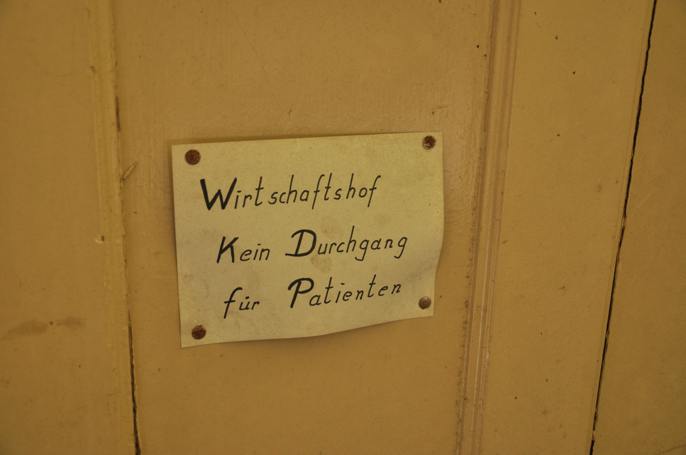 Wirtschaftshof
Kein Durchgang
für Patienten